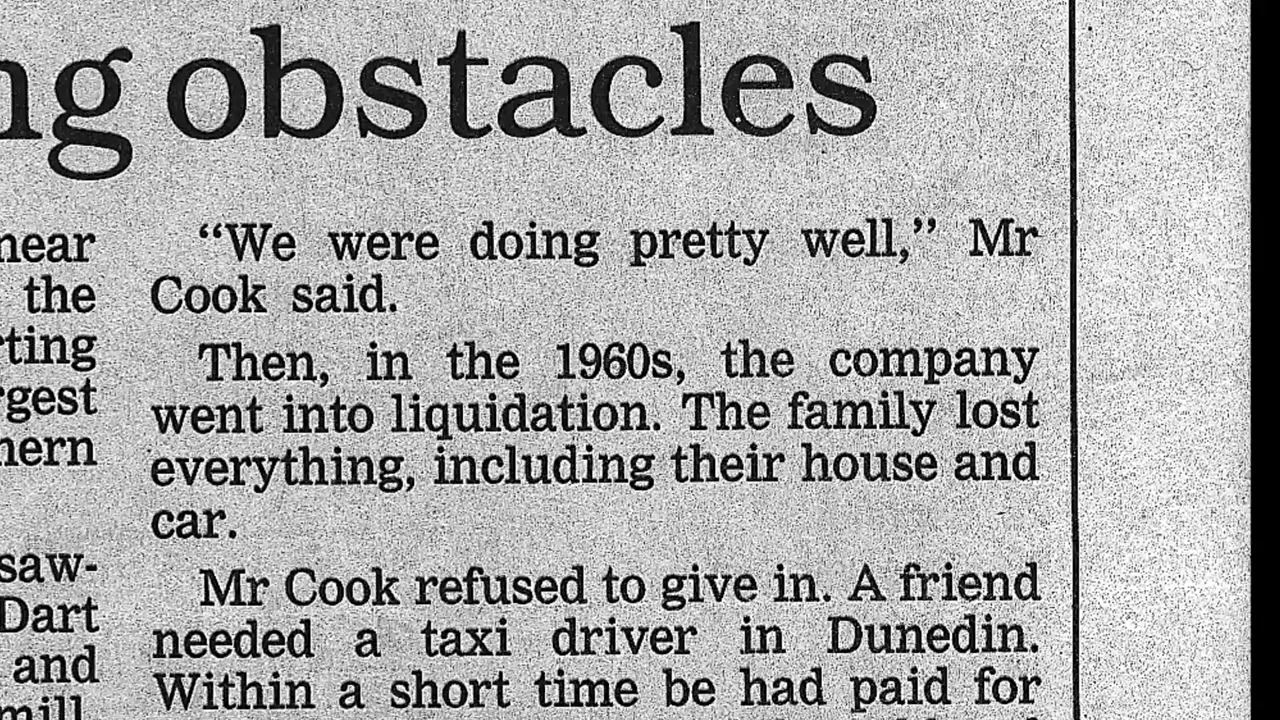 ng obstacles
near
the
rting
rgest
hern
saw-
Dart
and
mill.
“We were doing pretty well,” Mr
Cook said.
Then, in the 1960s, the company
went into liquidation. The family lost
everything, including their house and
car.
Mr Cook refused to give in. A friend
needed a taxi driver in Dunedin.
Within a short time be had paid for